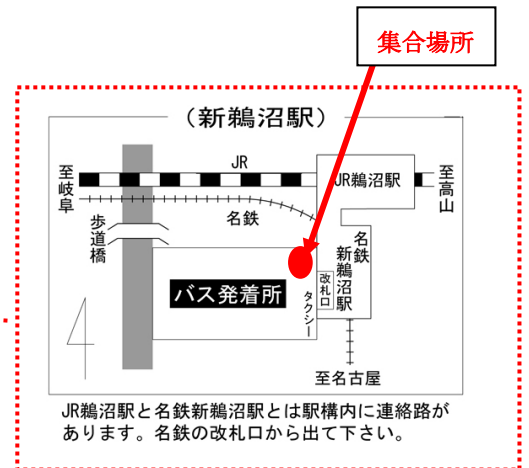 集合場所
（新鵜沼駅）
JR
JR鵜沼駅
至岐阜
至高山
名鉄
歩道橋
名鉄
新鵜沼駅
改札口
バス発着所
タクシー
至名古屋
JR鵜沼駅と名鉄新鵜沼駅とは駅構内に連絡路が
あります。名鉄の改札口から出て下さい。